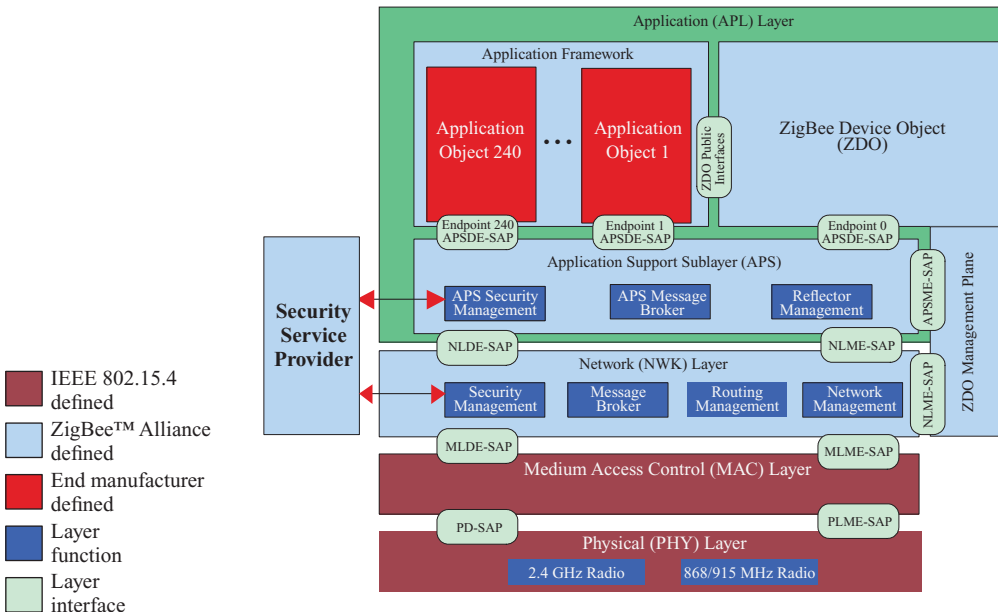 Application (APL) Layer
Application Framework
Application
Object 240
...
Application
Object 1
ZDO Public
Interfaces
ZigBee Device Object
(ZDO)
Endpoint 240
APSDE-SAP
Endpoint 1
APSDE-SAP
Endpoint 0
APSDE-SAP
Application Support Sublayer (APS)
APS Security
Management
APS Message
Broker
Reflector
Management
APSME-SAP
ZDO Management Plane
Security
Service
Provider
NLDE-SAP
NLME-SAP
Network (NWK) Layer
Security
Management
Message
Broker
Routing
Management
Network
Management
NLME-SAP
MLDE-SAP
MLME-SAP
Medium Access Control (MAC) Layer
PD-SAP
PLME-SAP
Physical (PHY) Layer
2.4 GHz Radio
868/915 MHz Radio
IEEE 802.15.4
defined
ZigBee™ Alliance
defined
End manufacturer
defined
Layer
function
Layer
interface